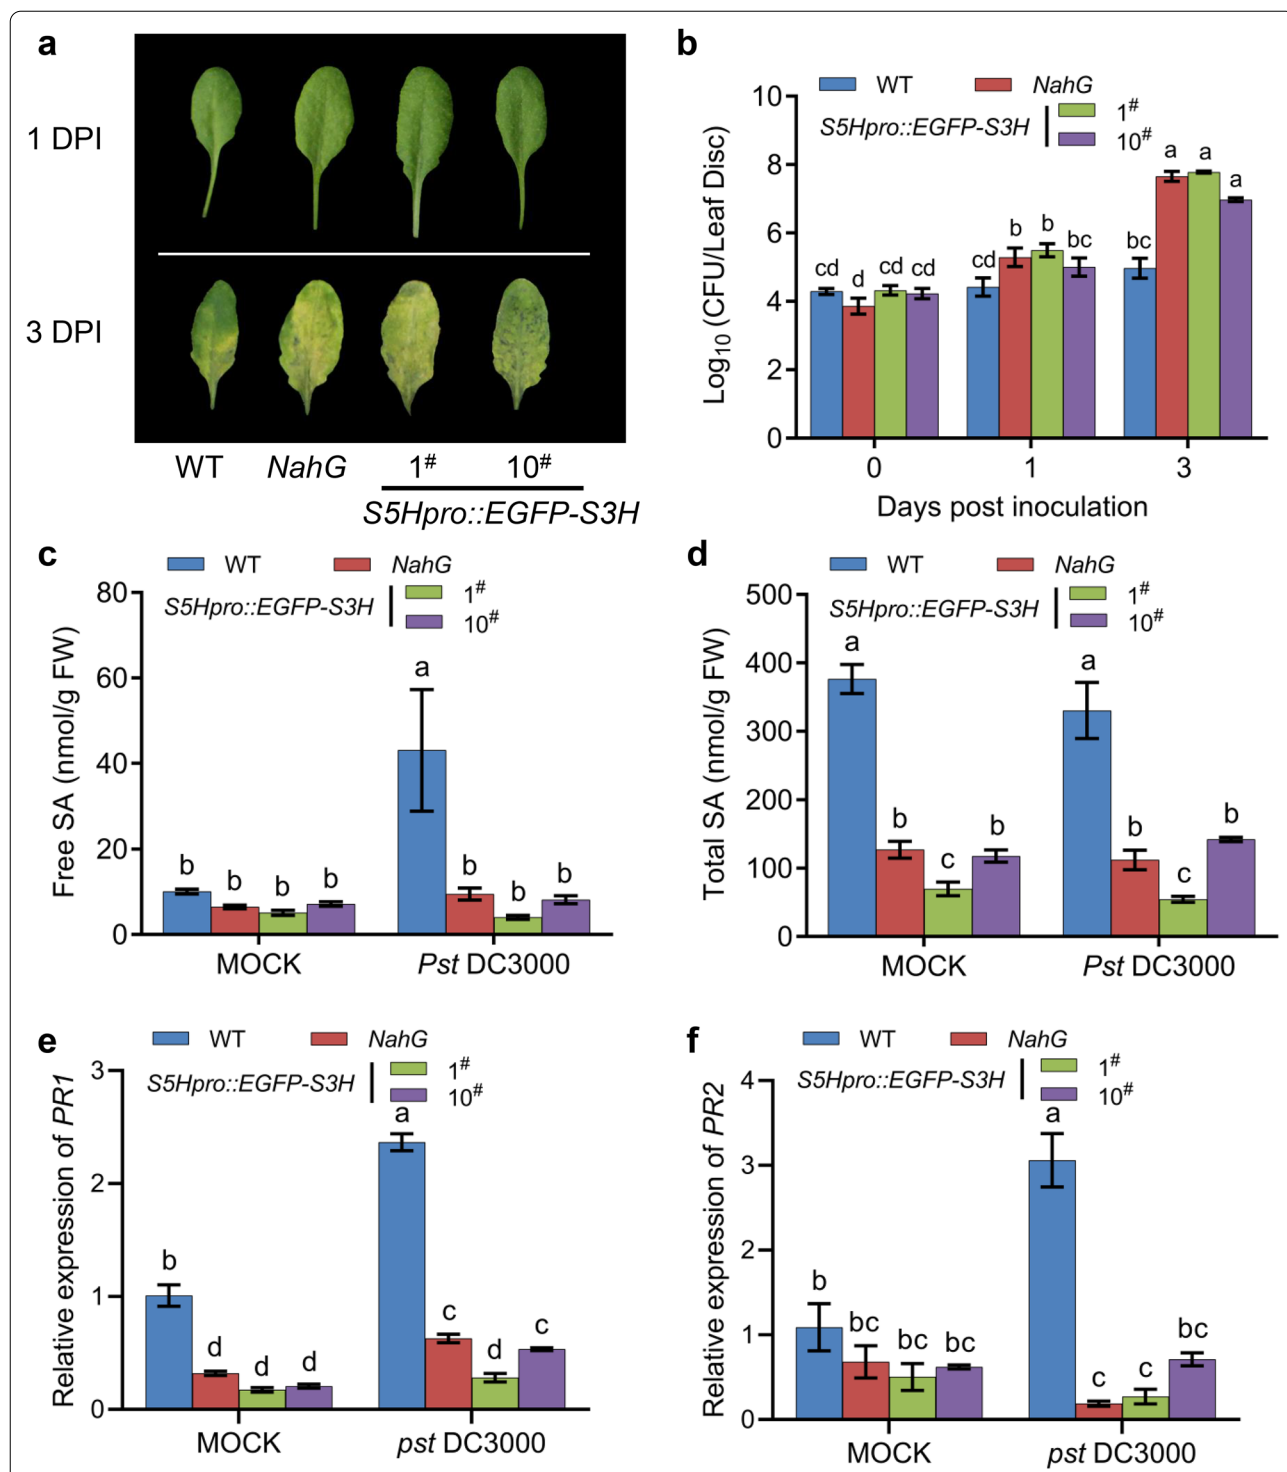 a
1 DPI
3 DPI
WT NahG 1# 10#
S5Hpro::EGFP-S3H
b
WT NahG
S5Hpro::EGFP-S3H 1#
10#
Log10 (CFU/Leaf Disc)
10
8
6
4
2
0
cd d cd cd
cd b b bc
bc a a a
0 1 3
Days post inoculation
c
WT NahG
S5Hpro::EGFP-S3H 1#
10#
Free SA (nmol/g FW)
80
60
40
20
0
b b b b
a b b b
MOCK Pst DC3000
d
WT NahG
S5Hpro::EGFP-S3H 1#
10#
Total SA (nmol/g FW)
500
400
300
200
100
0
a b c b
a b c b
MOCK Pst DC3000
e
WT NahG
S5Hpro::EGFP-S3H 1#
10#
Relative expression of PR1
3
2
1
0
b d d d
a c d c
MOCK pst DC3000
f
WT NahG
S5Hpro::EGFP-S3H 1#
10#
Relative expression of PR2
4
3
2
1
0
b bc bc bc
a c c bc
MOCK pst DC3000